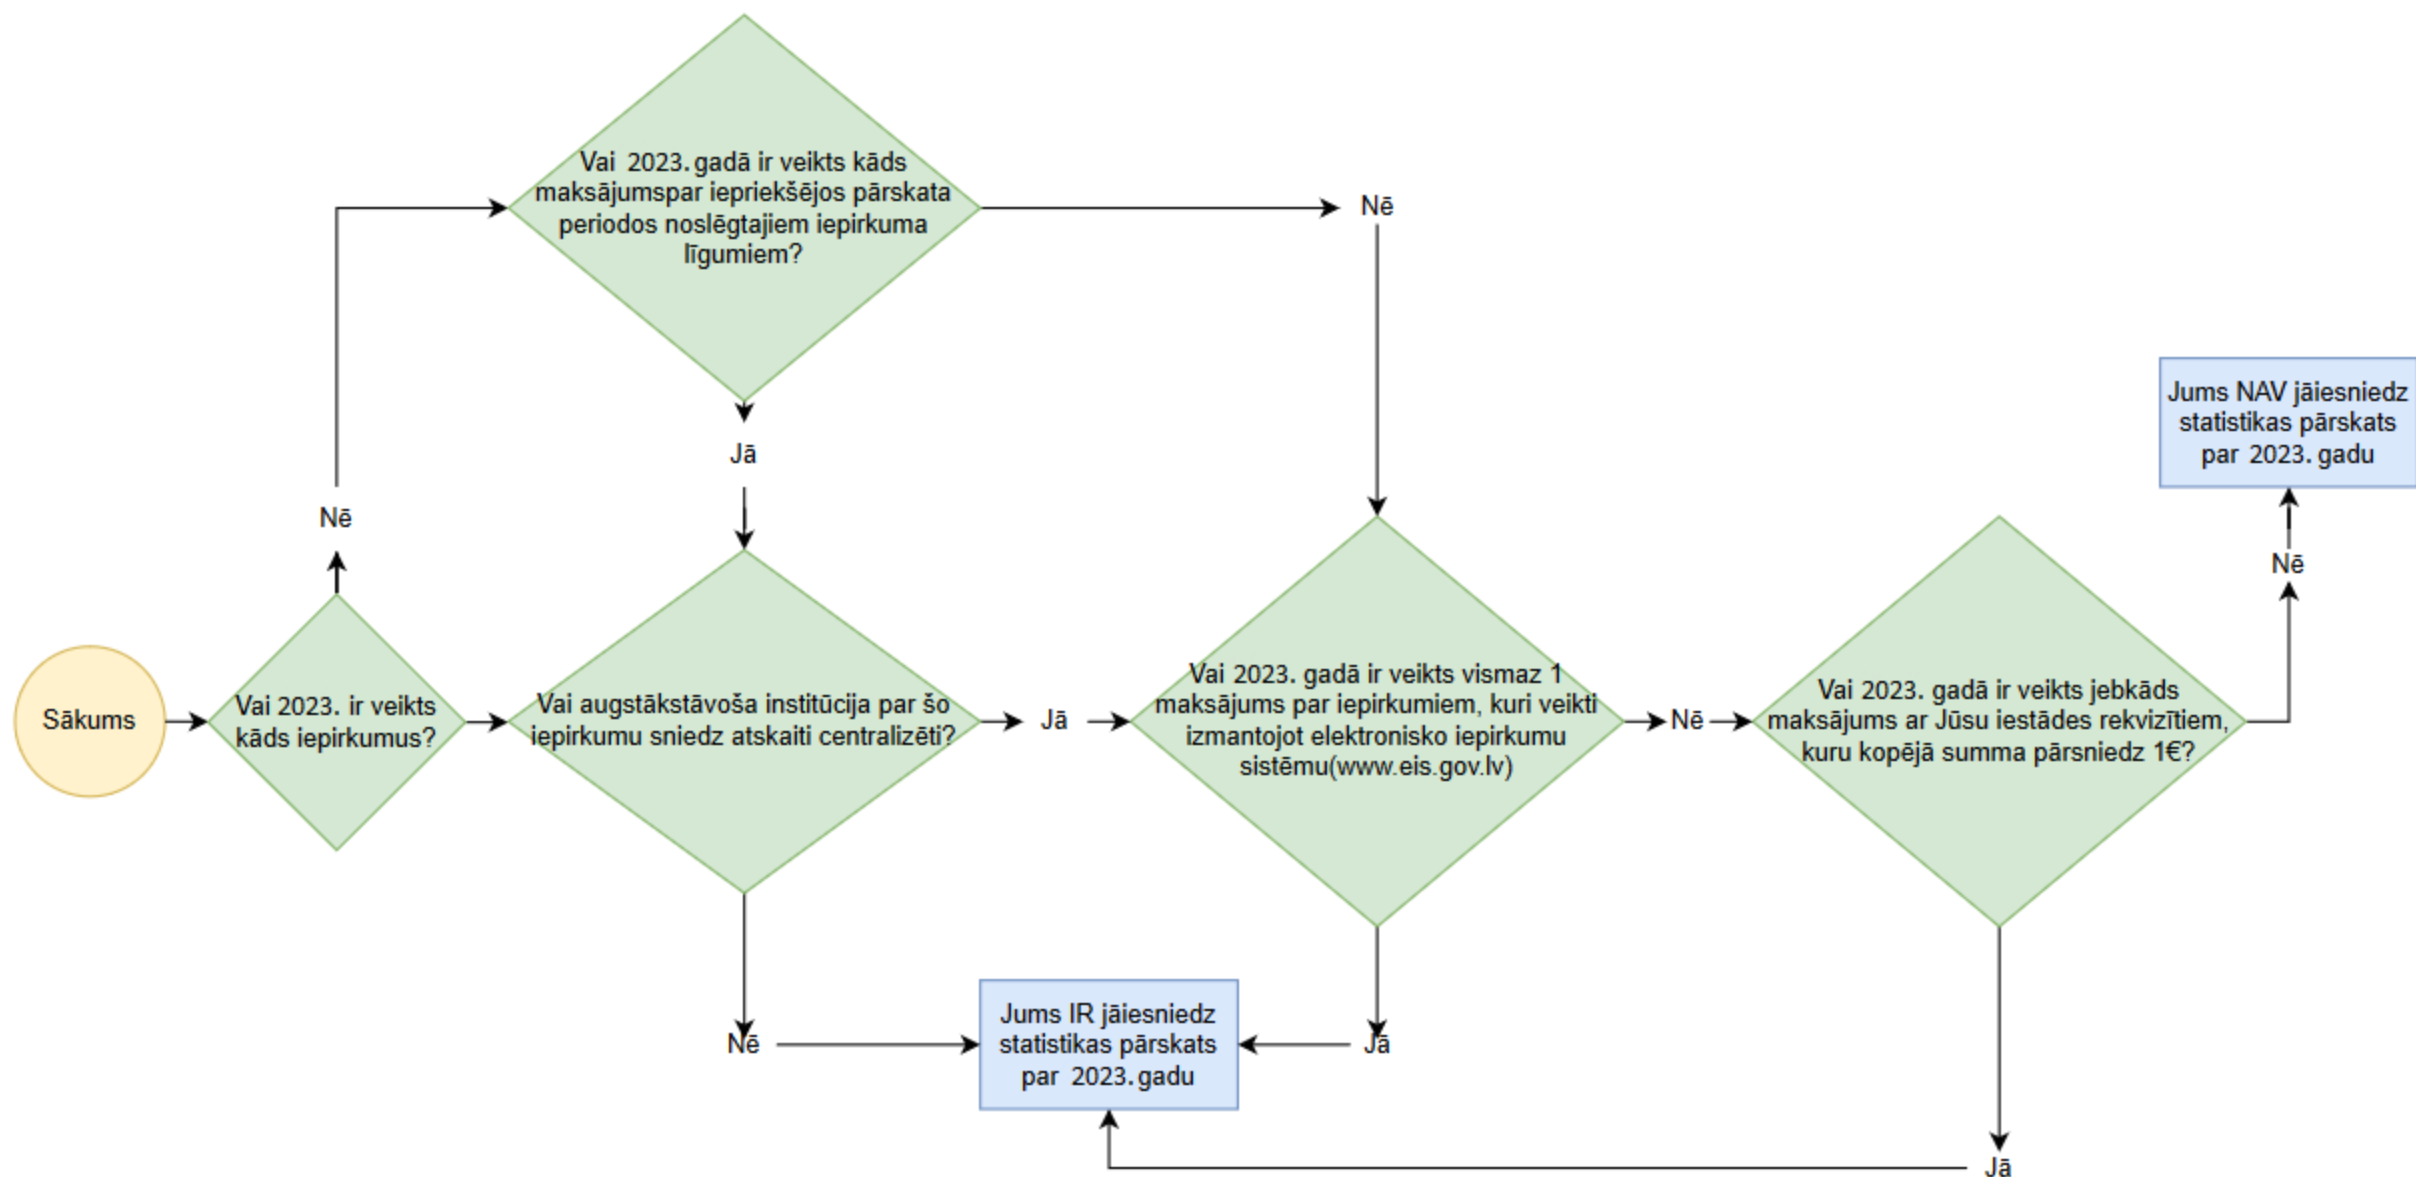 Vai 2023. gadā ir veikts kāds
maksājumspar iepriekšējos pārskata
periodos noslēgtajiem iepirkuma
līgumiem?
Nē
Jā
Nē
Sākums
Vai 2023. ir veikts
kāds iepirkumus?
Vai augstākstāvoša institūcija par šo
iepirkumu sniedz atskaiti centralizēti?
Jā
Nē
Vai 2023. gadā ir veikts vismaz 1
maksājums par iepirkumiem, kuri veikti
izmantojot elektronisko iepirkumu
sistēmu(www.eis.gov.lv)
Nē
Jā
Vai 2023. gadā ir veikts jebkāds
maksājums ar Jūsu iestādes rekvizītiem,
kuru kopējā summa pārsniedz 1€?
Nē
Jums NAV jāiesniedz
statistikas pārskats
par 2023. gadu
Jums IR jāiesniedz
statistikas pārskats
par 2023. gadu
Jā